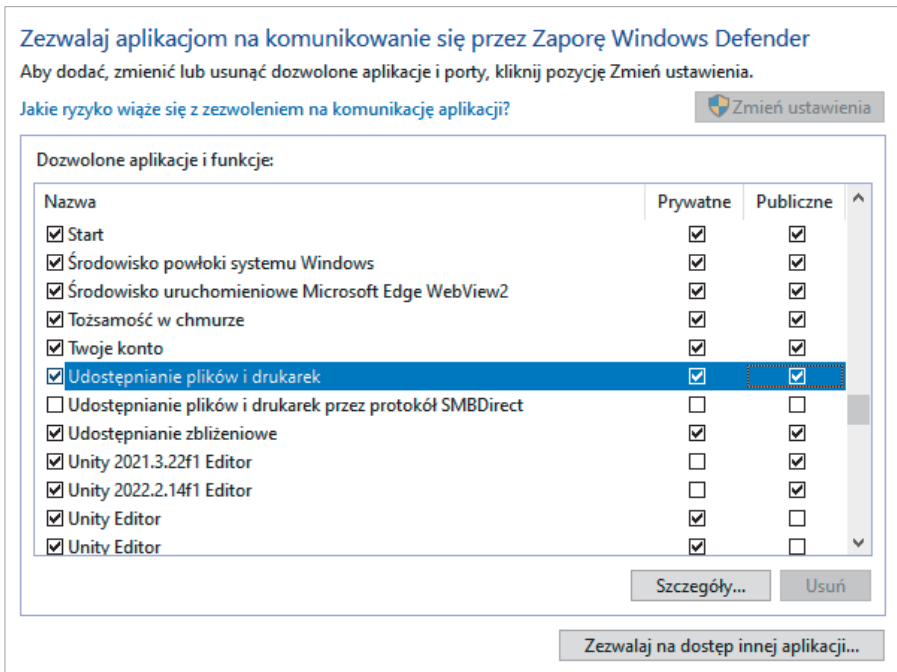 Zezwalaj aplikacjom na komunikowanie się przez Zaporę Windows Defender
Aby dodać, zmienić lub usunąć dozwolone aplikacje i porty, kliknij pozycję Zmień ustawienia.
Jakie ryzyko wiąże się z zezwoleniem na komunikację aplikacji?
Zmień ustawienia
Dozwolone aplikacje i funkcje:
Nazwa Prywatne Publiczne
Start
Środowisko powłoki systemu Windows
Środowisko uruchomieniowe Microsoft Edge WebView2
Tożsamość w chmurze
Twoje konto
Udostępnianie plików i drukarek
Udostępnianie plików i drukarek przez protokół SMBDirect
Udostępnianie zbliżeniowe
Unity 2021.3.22f1 Editor
Unity 2022.2.14f1 Editor
Unity Editor
Unity Editor
Szczegóły... Usuń
Zezwalaj na dostęp innej aplikacji...